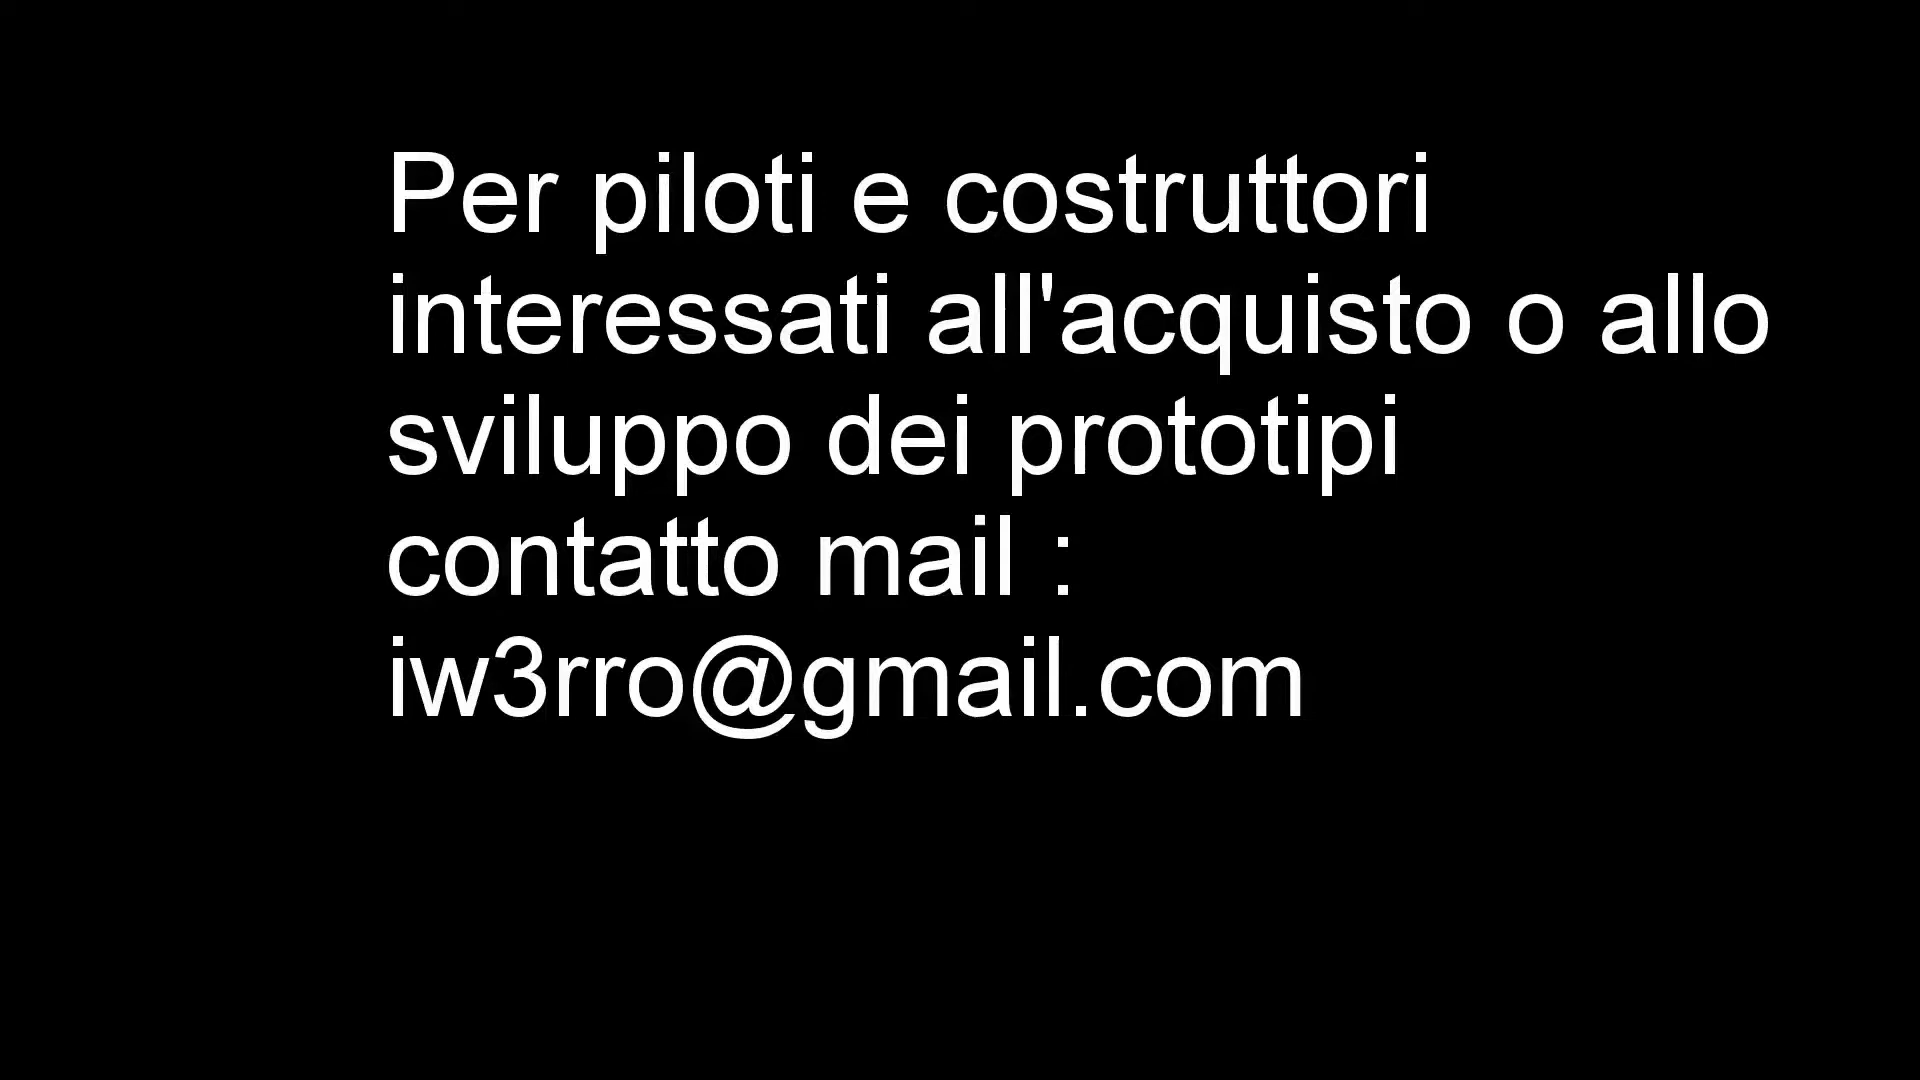 Per piloti e costruttori
interessati all'acquisto o allo
sviluppo dei prototipi
contatto mail :
iw3rro@gmail.com